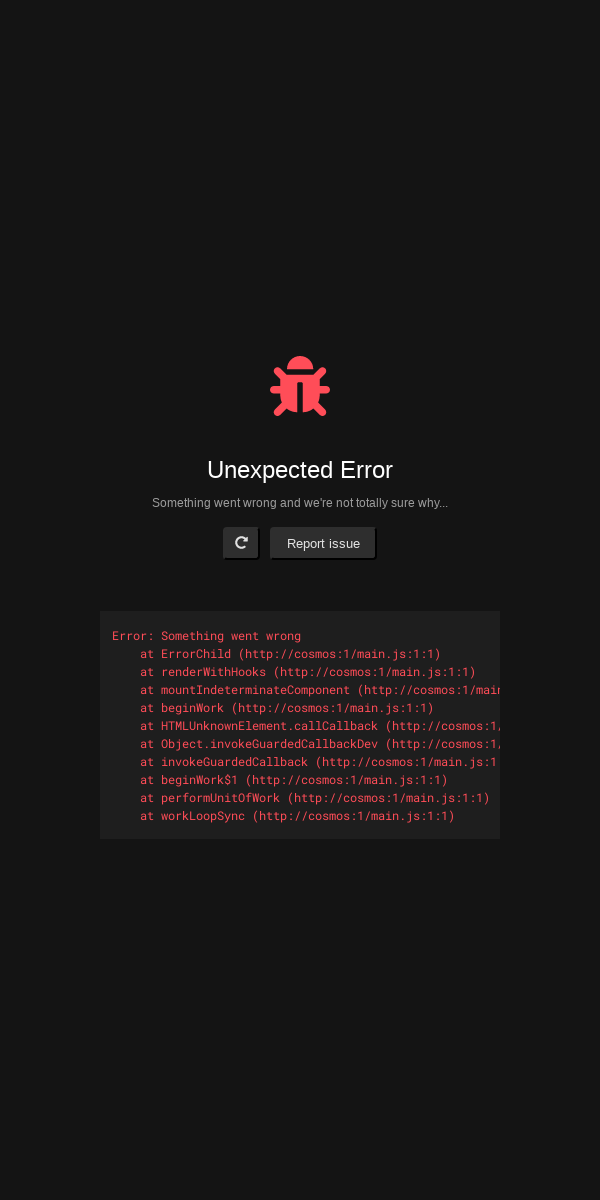 Unexpected Error
Something went wrong and we're not totally sure why...
Report issue
Error: Something went wrong
at ErrorChild (http://cosmos:1/main.js:1:1)
at renderWithHooks (http://cosmos:1/main.js:1:1)
at mountIndeterminateComponent (http://cosmos:1/main
at beginWork (http://cosmos:1/main.js:1:1)
at HTMLUnknownElement.callCallback (http://cosmos:1/
at Object.invokeGuardedCallbackDev (http://cosmos:1/
at invokeGuardedCallback (http://cosmos:1/main.js:1
at beginWork$1 (http://cosmos:1/main.js:1:1)
at performUnitOfWork (http://cosmos:1/main.js:1:1)
at workLoopSync (http://cosmos:1/main.js:1:1)